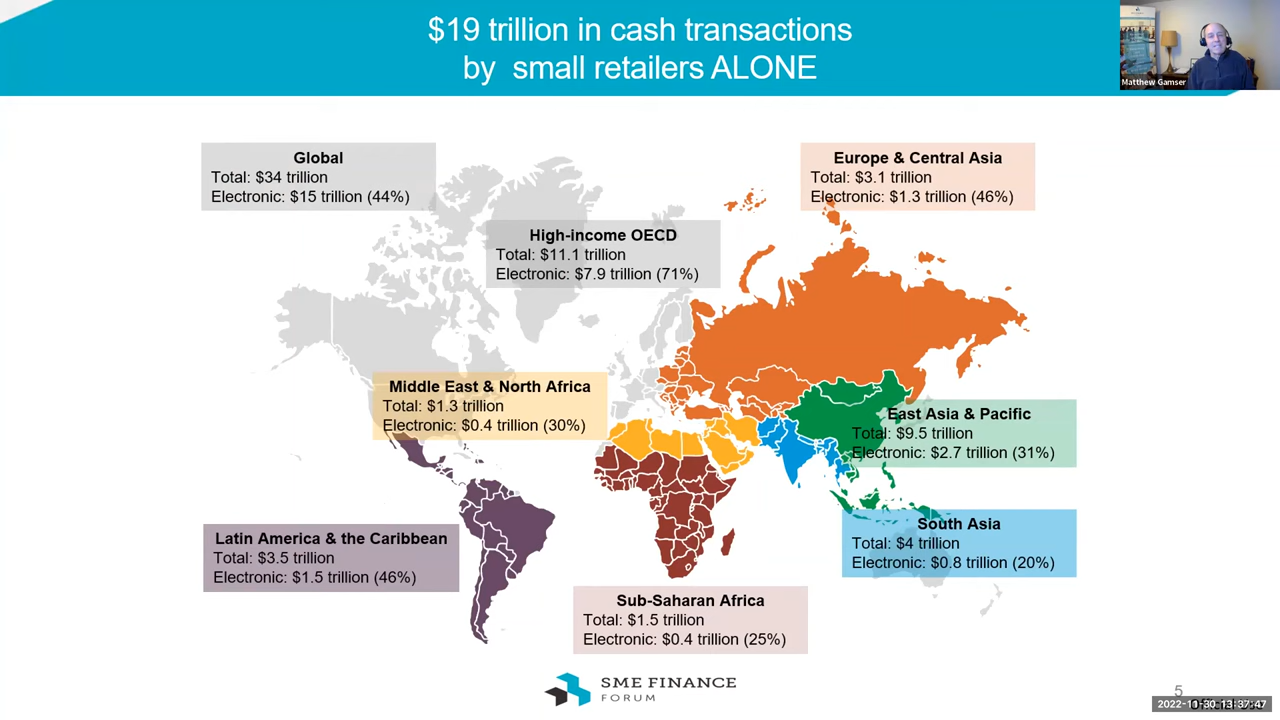 $19 trillion in cash transactions
by small retailers ALONE
Matthew Gamser
Global
Total: $34 trillion
Electronic: $15 trillion (44%)
Europe & Central Asia
Total: $3.1 trillion
Electronic: $1.3 trillion (46%)
High-income OECD
Total: $11.1 trillion
Electronic: $7.9 trillion (71%)
Middle East & North Africa
Total: $1.3 trillion
Electronic: $0.4 trillion (30%)
East Asia & Pacific
Total: $9.5 trillion
Electronic: $2.7 trillion (31%)
South Asia
Total: $4 trillion
Electronic: $0.8 trillion (20%)
Latin America & the Caribbean
Total: $3.5 trillion
Electronic: $1.5 trillion (46%)
Sub-Saharan Africa
Total: $1.5 trillion
Electronic: $0.4 trillion (25%)
SME FINANCE
FORUM
5
2022-11-30 13:37:47